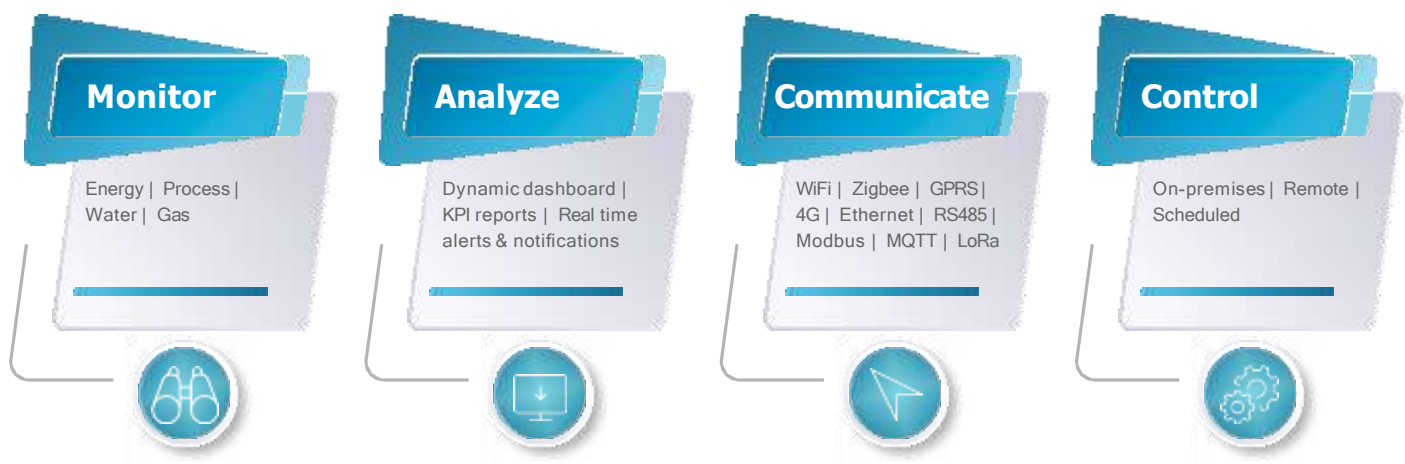 Monitor
Energy | Process |
Water | Gas
Analyze
Dynamic dashboard |
KPI reports | Real time
alerts & notifications
Communicate
WiFi | Zigbee | GPRS |
4G | Ethernet | RS485 |
Modbus | MQTT | LoRa
Control
On-premises | Remote |
Scheduled